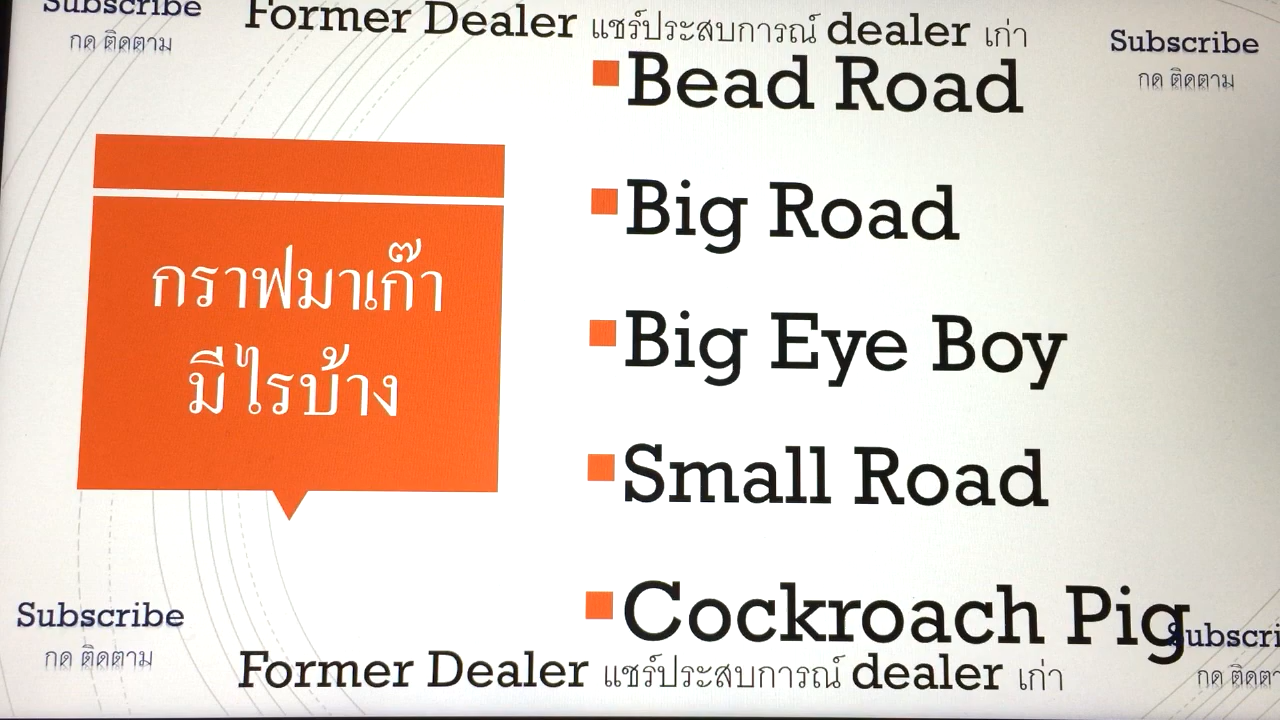 Subscribe
กด ติดตาม
Former Dealer แชร์ประสบการณ์ dealer เก่า
Subscribe
กด ติดตาม
กราฟมาเก๊า
มีไรบ้าง
Bead Road
Big Road
Big Eye Boy
Small Road
Cockroach Pig
Subscribe
กด ติดตาม
Former Dealer แชร์ประสบการณ์ dealer เก่า
Subscri
กด ติดตา